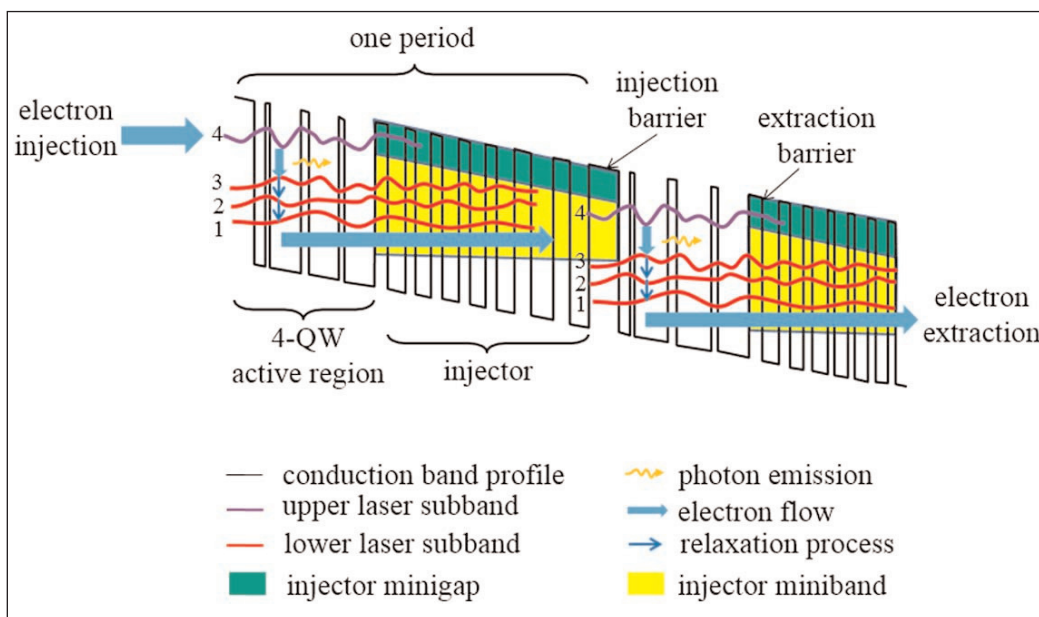 one period
electron
injection
injection
barrier
extraction
barrier
4
3
2
1
4
3
2
1
4-QW
active region
injector
electron
extraction
conduction band profile
upper laser subband
lower laser subband
injector minigap
photon emission
electron flow
relaxation process
injector miniband